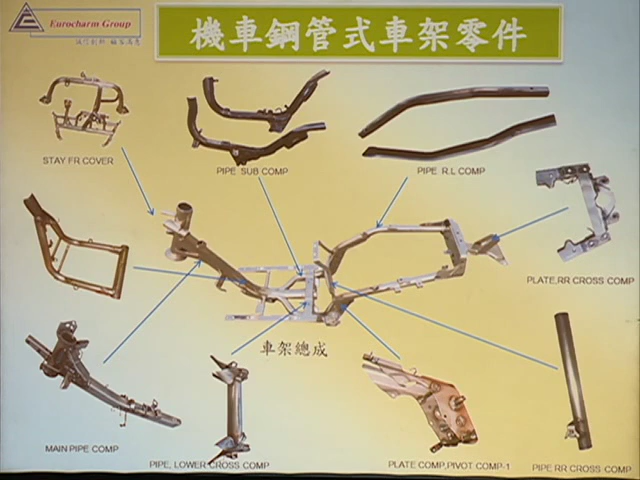 Eurocharm Group
機車鋼管式車架零件
STAY FR COVER
PIPE SUB COMP
PIPE R.L COMP
PLATE,RR CROSS COMP
車架總成
MAIN PIPE COMP
PIPE, LOWER CROSS COMP
PLATE COMP,PIVOT COMP-1
PIPE RR CROSS COMP